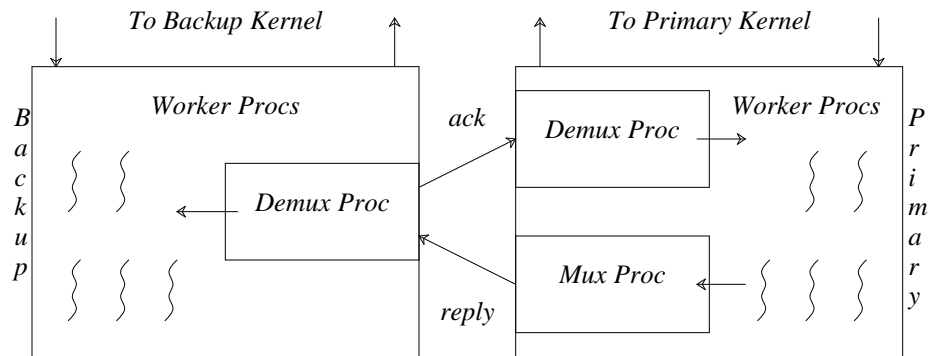 To Backup Kernel
To Primary Kernel
Worker Procs
Worker Procs
ack
Demux Proc
Demux Proc
Mux Proc
reply
Backup
Primary